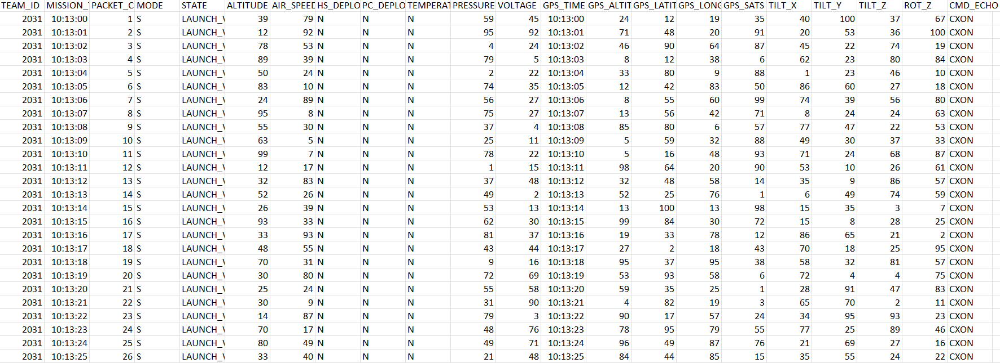 TEAM_ID MISSION_ PACKET_C MODE STATE ALTITUDE AIR_SPEED HS_DEPLO PC_DEPLO TEMPERAT PRESSURE VOLTAGE GPS_TIME GPS_ALTIT GPS_LATIT GPS_LONG GPS_SATS TILT_X TILT_Y TILT_Z ROT_Z CMD_ECHO
2031 10:13:00 1 S LAUNCH_ 39 79 N N N 59 45 10:13:00 24 12 19 35 40 100 37 67 CXON
2031 10:13:01 2 S LAUNCH_ 12 92 N N N 95 92 10:13:01 71 48 20 91 20 53 36 100 CXON
2031 10:13:02 3 S LAUNCH_ 78 53 N N N 4 24 10:13:02 46 90 64 87 45 22 74 19 CXON
2031 10:13:03 4 S LAUNCH_ 89 39 N N N 79 5 10:13:03 8 12 38 6 62 23 80 84 CXON
2031 10:13:04 5 S LAUNCH_ 50 24 N N N 2 22 10:13:04 33 80 9 88 1 23 46 10 CXON
2031 10:13:05 6 S LAUNCH_ 83 10 N N N 74 35 10:13:05 12 42 83 50 86 60 27 18 CXON
2031 10:13:06 7 S LAUNCH_ 24 89 N N N 56 27 10:13:06 8 55 60 99 74 39 56 80 CXON
2031 10:13:07 8 S LAUNCH_ 95 8 N N N 75 27 10:13:07 13 56 42 71 8 24 24 63 CXON
2031 10:13:08 9 S LAUNCH_ 55 30 N N N 37 4 10:13:08 85 80 6 57 77 47 22 53 CXON
2031 10:13:09 10 S LAUNCH_ 63 5 N N N 25 11 10:13:09 5 59 32 88 49 30 37 33 CXON
2031 10:13:10 11 S LAUNCH_ 99 7 N N N 78 22 10:13:10 5 16 48 93 71 24 68 87 CXON
2031 10:13:11 12 S LAUNCH_ 12 17 N N N 1 15 10:13:11 98 64 20 90 53 10 26 61 CXON
2031 10:13:12 13 S LAUNCH_ 32 83 N N N 37 48 10:13:12 32 48 58 14 35 9 86 57 CXON
2031 10:13:13 14 S LAUNCH_ 52 26 N N N 49 2 10:13:13 52 25 76 1 6 49 74 59 CXON
2031 10:13:14 15 S LAUNCH_ 26 39 N N N 53 13 10:13:14 13 100 13 98 15 35 3 7 CXON
2031 10:13:15 16 S LAUNCH_ 93 33 N N N 62 30 10:13:15 99 84 30 72 15 8 28 25 CXON
2031 10:13:16 17 S LAUNCH_ 33 93 N N N 81 37 10:13:16 19 33 78 12 86 65 21 2 CXON
2031 10:13:17 18 S LAUNCH_ 48 55 N N N 43 44 10:13:17 27 2 18 43 70 18 25 95 CXON
2031 10:13:18 19 S LAUNCH_ 70 31 N N N 9 16 10:13:18 95 37 95 38 58 32 81 57 CXON
2031 10:13:19 20 S LAUNCH_ 30 80 N N N 72 69 10:13:19 53 93 58 6 72 4 4 75 CXON
2031 10:13:20 21 S LAUNCH_ 25 24 N N N 55 58 10:13:20 59 35 25 1 28 91 47 83 CXON
2031 10:13:21 22 S LAUNCH_ 30 9 N N N 31 90 10:13:21 4 82 19 3 65 70 2 11 CXON
2031 10:13:22 23 S LAUNCH_ 14 87 N N N 79 3 10:13:22 90 17 57 24 34 95 93 23 CXON
2031 10:13:23 24 S LAUNCH_ 70 17 N N N 48 76 10:13:23 78 95 79 55 77 25 89 46 CXON
2031 10:13:24 25 S LAUNCH_ 80 49 N N N 49 71 10:13:24 96 49 87 76 21 69 27 16 CXON
2031 10:13:25 26 S LAUNCH_ 33 40 N N N 21 48 10:13:25 84 44 85 15 35 55 24 22 CXON